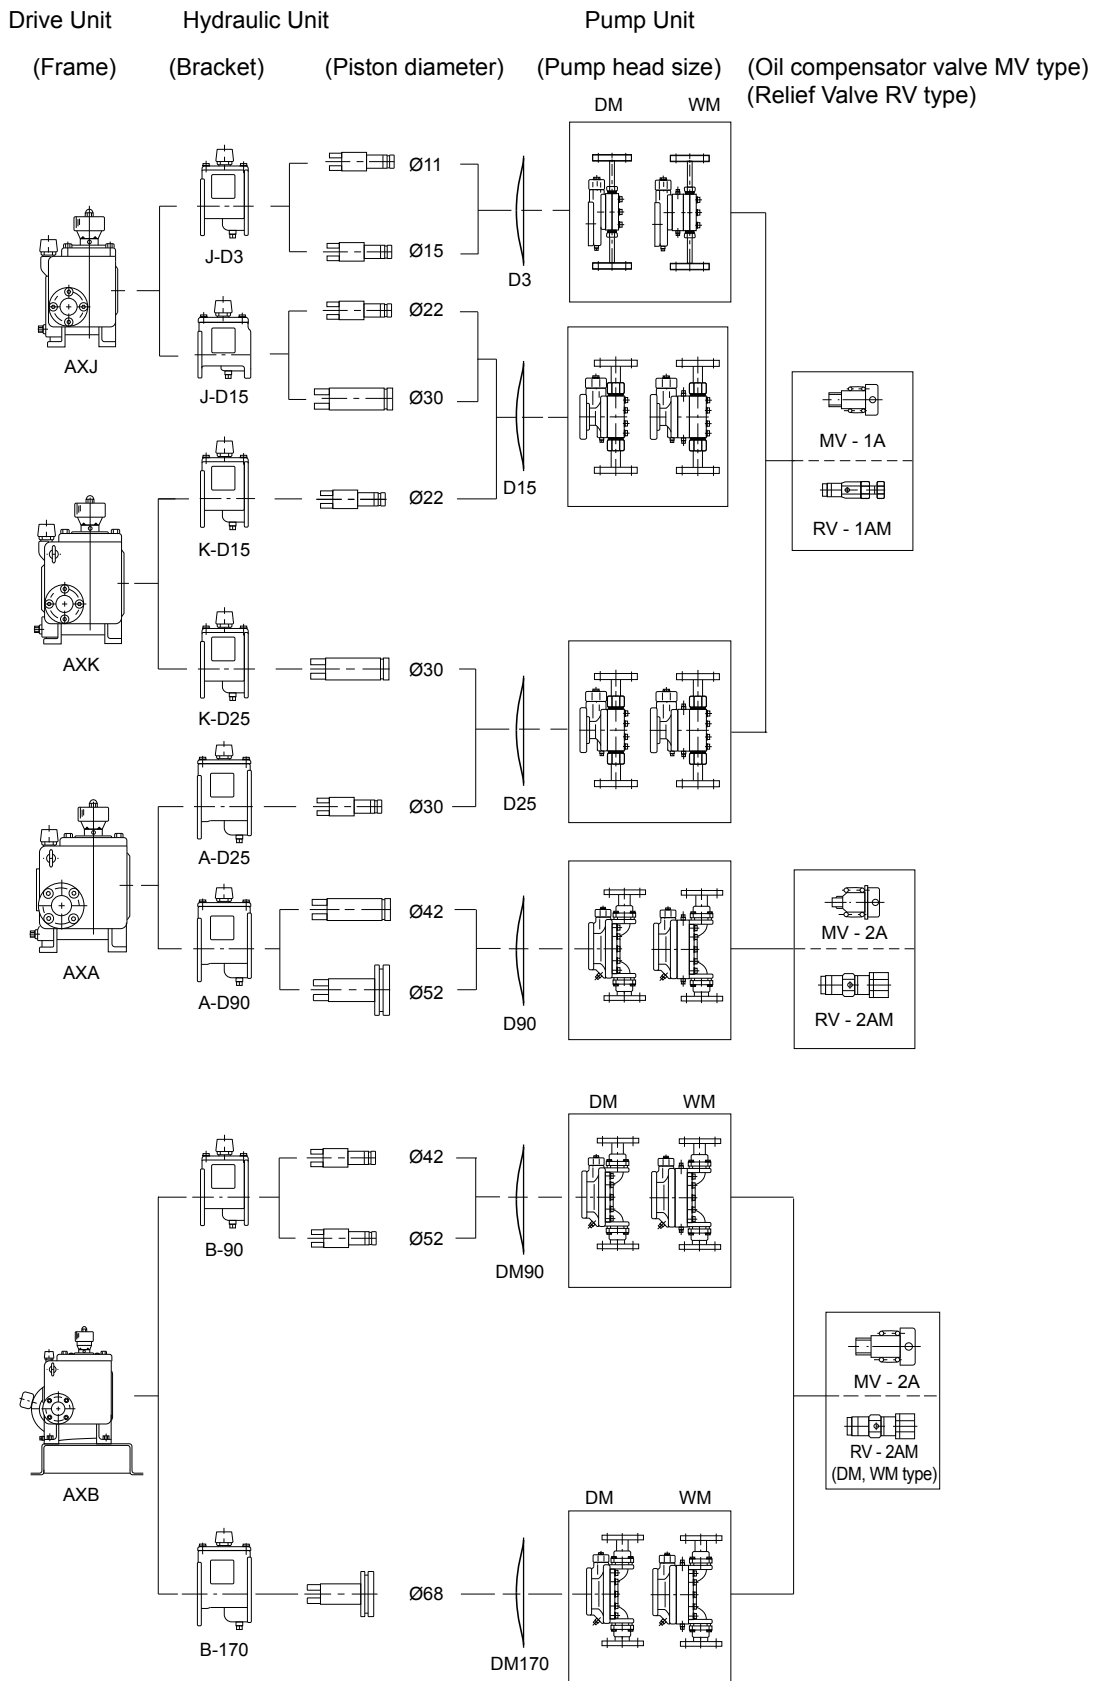 Drive Unit Hydraulic Unit Pump Unit
(Frame) (Bracket) (Piston diameter) (Pump head size) (Oil compensator valve MV type)
(Relief Valve RV type)
DM WM
Ø11
J-D3
Ø15
D3
AXJ
Ø22
J-D15
Ø30
D15
MV - 1A
RV - 1AM
Ø22
K-D15
AXK
Ø30
K-D25
D25
Ø30
A-D25
AXA
Ø42
A-D90
Ø52
D90
MV - 2A
RV - 2AM
DM WM
Ø42
B-90
Ø52
DM90
AXB
MV - 2A
RV - 2AM
(DM, WM type)
DM WM
Ø68
B-170
DM170